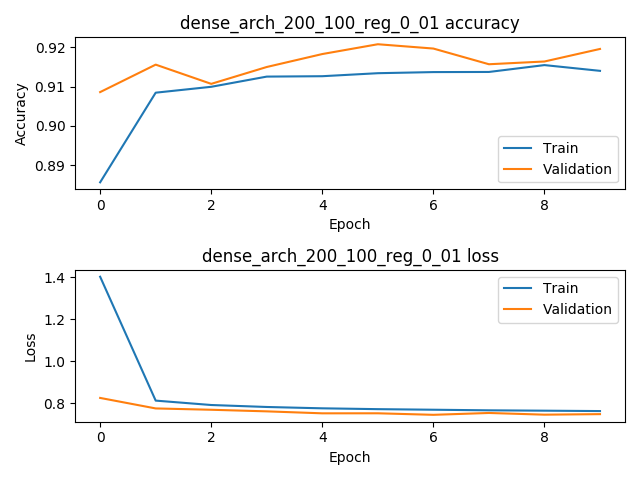 dense_arch_200_100_reg_0_01 accuracy
0.92
0.91
0.90
0.89
Accuracy
Train
Validation
0 2 4 6 8
Epoch
dense_arch_200_100_reg_0_01 loss
1.4
1.2
1.0
0.8
Loss
Train
Validation
0 2 4 6 8
Epoch